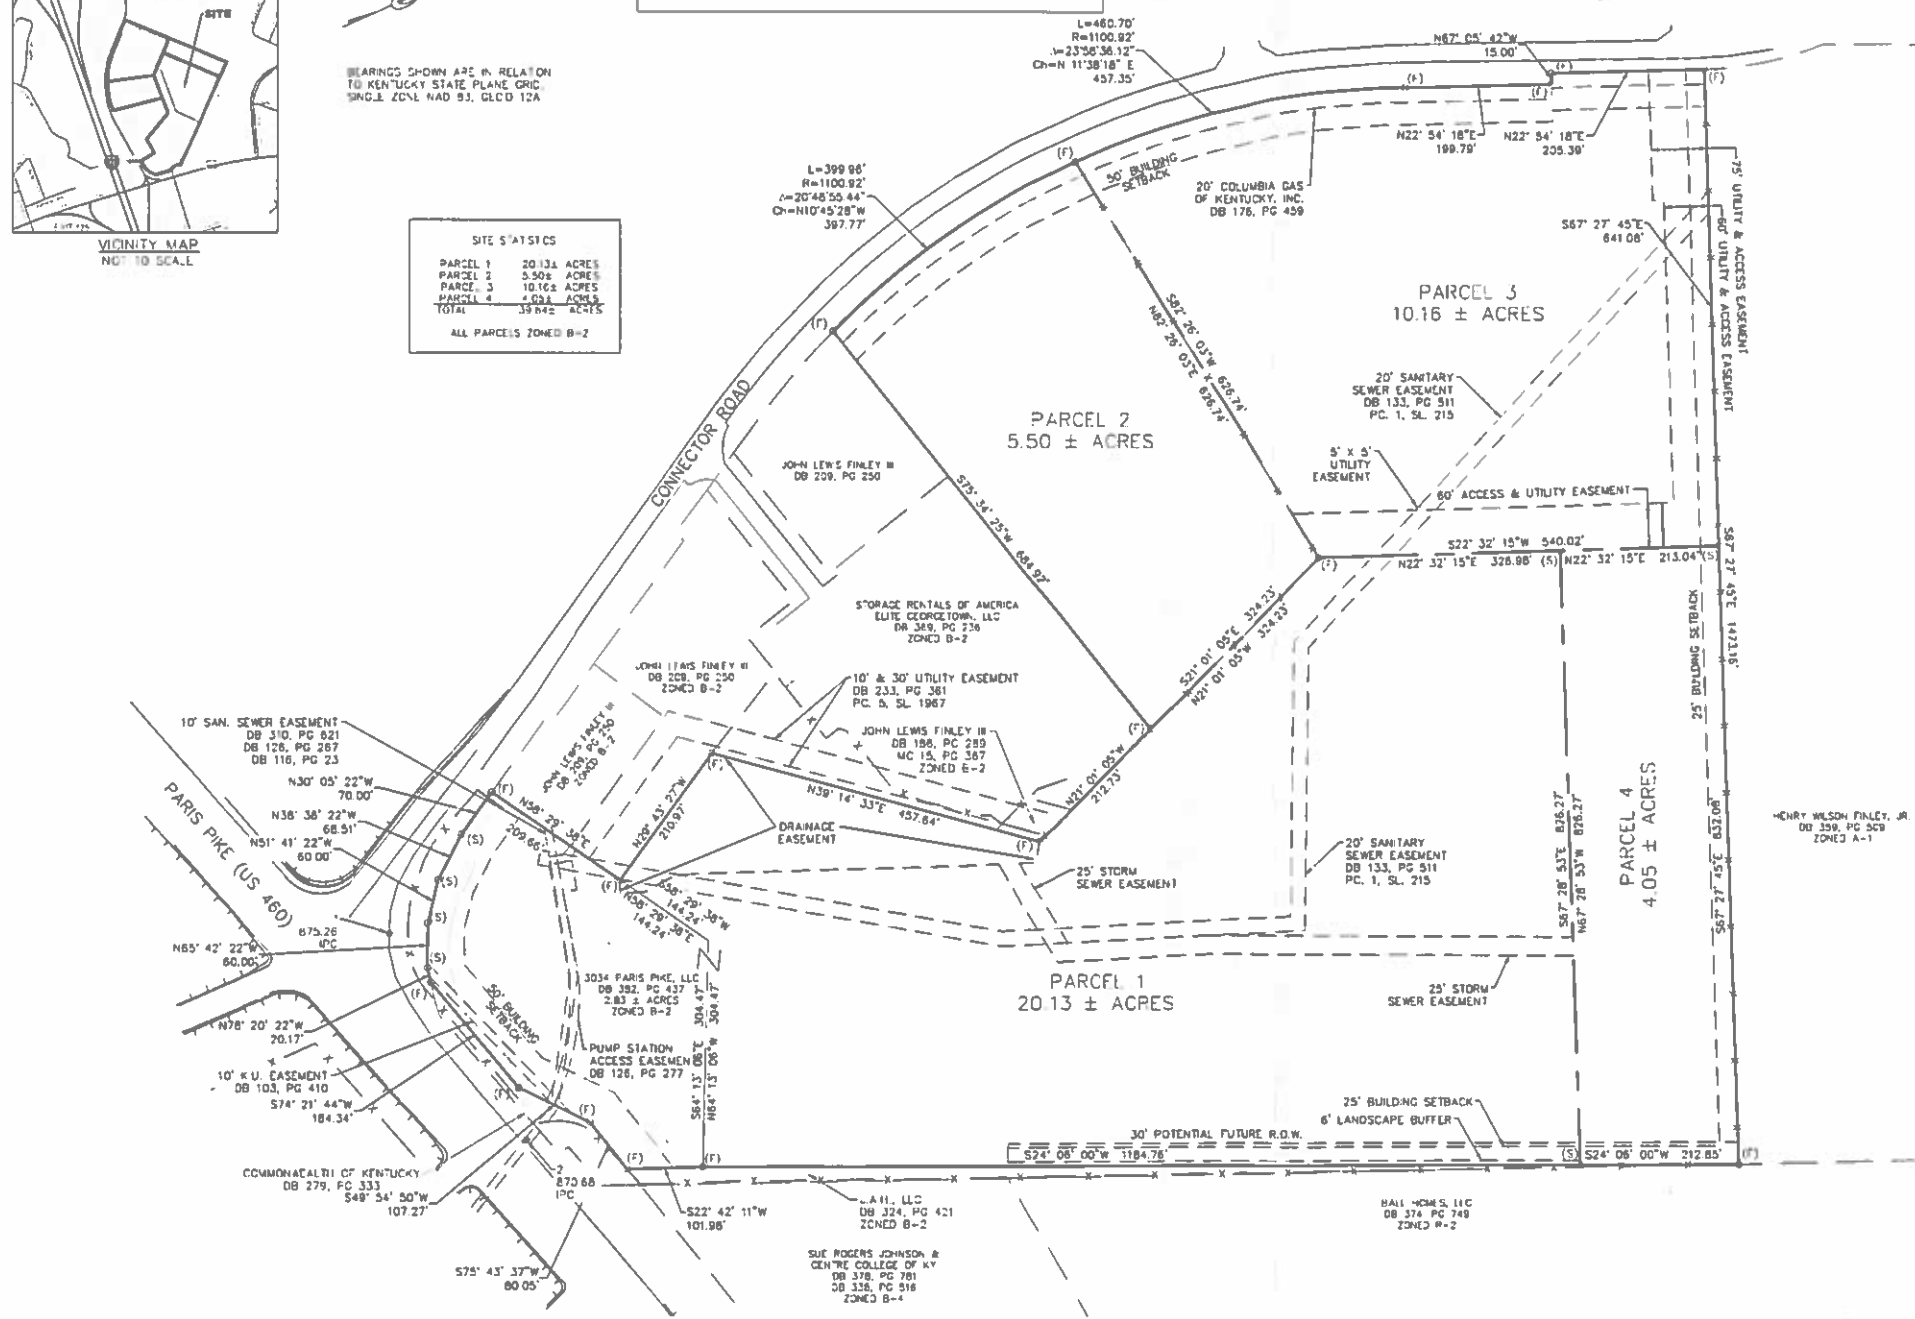 SITE
VICINITY MAP
NOT TO SCALE
BEARINGS SHOWN ARE IN RELATION
TO KENTUCKY STATE PLANE GRID,
SINGLE ZONE NAD 83, GEOD 12A
SITE STATISTCS
PARCEL 1 20.13± ACRES
PARCEL 2 5.50± ACRES
PARCEL 3 10.16± ACRES
PARCEL 4 4.05± ACRES
TOTAL 39.84± ACRES
ALL PARCELS ZONED B-2
L=460.70'
R=1100.92'
Δ=23°58'36.12"
Ch=N 11°38'18" E
457.35'
N67° 05' 42"W
15.00'
(F)
(F)
(F)
(F)
N22° 54' 18"E
199.79'
N22° 54' 18"E
205.39'
L=399.96'
R=1100.92'
Δ=20°48'55.44"
Ch=N10°45'28"W
397.77'
(F)
50' BUILDING
SETBACK
20' COLUMBIA GAS
OF KENTUCKY, INC.
DB 176, PG 459
75' UTILITY & ACCESS EASEMENT
60' UTILITY & ACCESS EASEMENT
S67° 27' 45"E
641.08'
PARCEL 3
10.16 ± ACRES
S82° 26' 03"W 626.74'
N82° 26' 03"E 626.74'
(F)
20' SANITARY
SEWER EASEMENT
DB 133, PG 511
PC. 1, SL. 215
CONNECTOR ROAD
PARCEL 2
5.50 ± ACRES
JOHN LEWIS FINLEY III
DB 209, PG 250
5' X 5'
UTILITY
EASEMENT
60' ACCESS & UTILITY EASEMENT
S75° 34' 25"W 684.92'
S22° 32' 15"W 540.02'
N22° 32' 15"E 326.98' (S) N22° 32' 15"E 213.04' (S)
(F)
S67° 27' 45"E 1473.16'
STORAGE RENTALS OF AMERICA
ELITE GEORGETOWN, LLC
DB 389, PG 236
ZONED B-2
S21° 01' 05"E 324.23'
N21° 01' 05"W 324.23'
25' BUILDING SETBACK
JOHN LEWIS FINLEY III
DB 209, PG 250
ZONED B-2
10' & 30' UTILITY EASEMENT
DB 233, PG 361
PC. 5, SL. 1967
JOHN LEWIS FINLEY III
DB 209, PG 250
ZONED B-2
JOHN LEWIS FINLEY III
DB 186, PG 289
MC 15, PG 367
ZONED B-2
(F)
10' SAN. SEWER EASEMENT
DB 310, PG 621
DB 126, PG 267
DB 116, PG 23
N30° 05' 22"W
70.00'
N38° 38' 22"W
68.51'
N51° 41' 22"W
60.00'
(F)
(S)
(S)
(S)
(S)
PARIS PIKE (US 460)
N58° 29' 38"E
209.66'
N29° 43' 27"W
210.97'
(F)
N39° 14' 33"E 457.64'
N21° 01' 05"W
212.73'
(F)
DRAINAGE
EASEMENT
(F)
S58° 29' 38"W
144.24'
N58° 29' 38"E
144.24'
25' STORM
SEWER EASEMENT
20' SANITARY
SEWER EASEMENT
DB 133, PG 511
PC. 1, SL. 215
S67° 28' 53"E 826.27'
N67° 28' 53"W 826.27'
PARCEL 4
4.05 ± ACRES
S67° 27' 45"E 832.08'
HENRY WILSON FINLEY, JR.
DB 359, PG 509
ZONED A-1
875.26
IPC
N65° 42' 22"W
60.00'
(F)
50' BUILDING
SETBACK
3034 PARIS PIKE, LLC
DB 392, PG 437
2.83 ± ACRES
ZONED B-2
S64° 13' 06"E 304.47'
N64° 13' 06"W 304.47'
PARCEL 1
20.13 ± ACRES
25' STORM
SEWER EASEMENT
N78° 20' 22"W
20.17'
PUMP STATION
ACCESS EASEMEN
DB 126, PG 277
10' K.U. EASEMENT
DB 103, PG 410
S74° 21' 44"W
184.34'
(F)
(F)
25' BUILDING SETBACK
6' LANDSCAPE BUFFER
30' POTENTIAL FUTURE R.O.W.
(F)
(F)
S24° 06' 00"W 1184.76'
(S) S24° 06' 00"W 212.85' (F)
COMMONWEALTH OF KENTUCKY
DB 279, PG 333
S49° 54' 50"W
107.27'
2
870.68
IPC
S22° 42' 11"W
101.98'
LLC
DB 324, PG 421
ZONED B-2
BALL HOMES, LLC
DB 374 PG 749
ZONED R-2
S75° 43' 37"W
80.05'
SUE ROGERS JOHNSON &
CENTRE COLLEGE OF KY
DB 378, PG 781
DB 338, PG 516
ZONED B-4